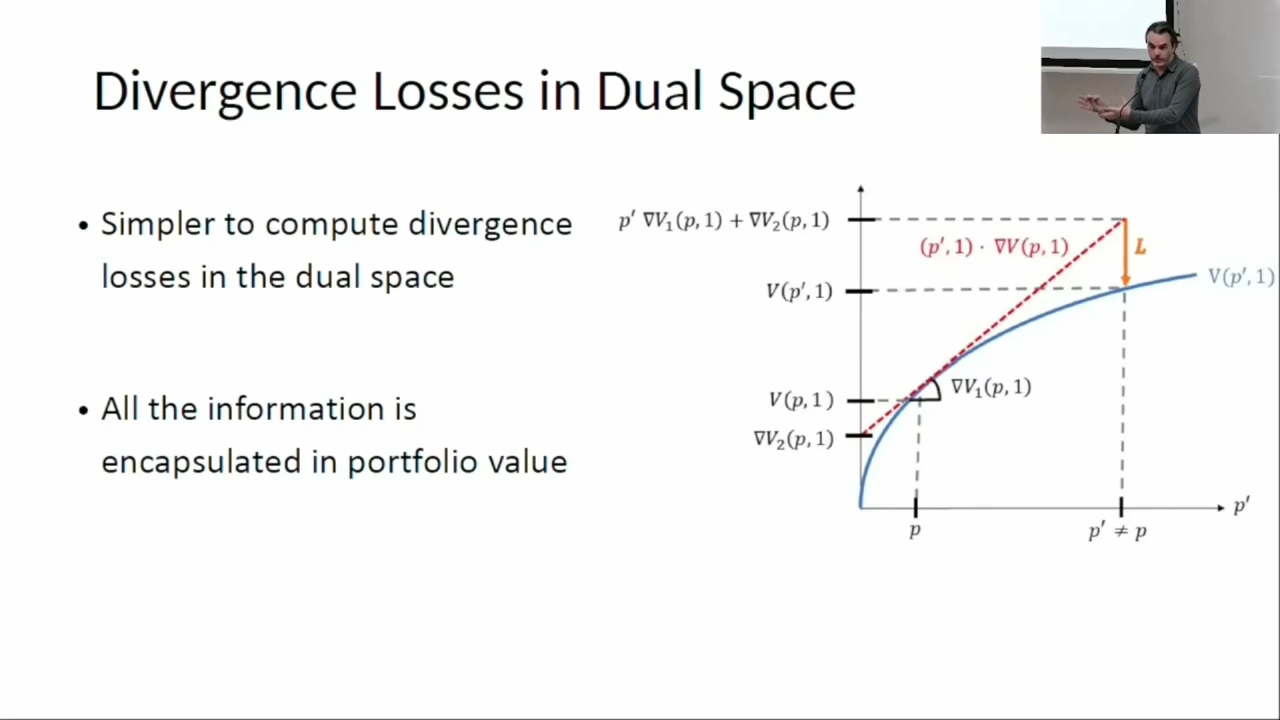 Divergence Losses in Dual Space
• Simpler to compute divergence
losses in the dual space
• All the information is
encapsulated in portfolio value
p′ ∇V₁(p, 1) + ∇V₂(p, 1)
(p′, 1) · ∇V(p, 1)
L
V(p′, 1)
V(p′, 1)
∇V₁(p, 1)
V(p, 1)
∇V₂(p, 1)
p′
p
p′ ≠ p